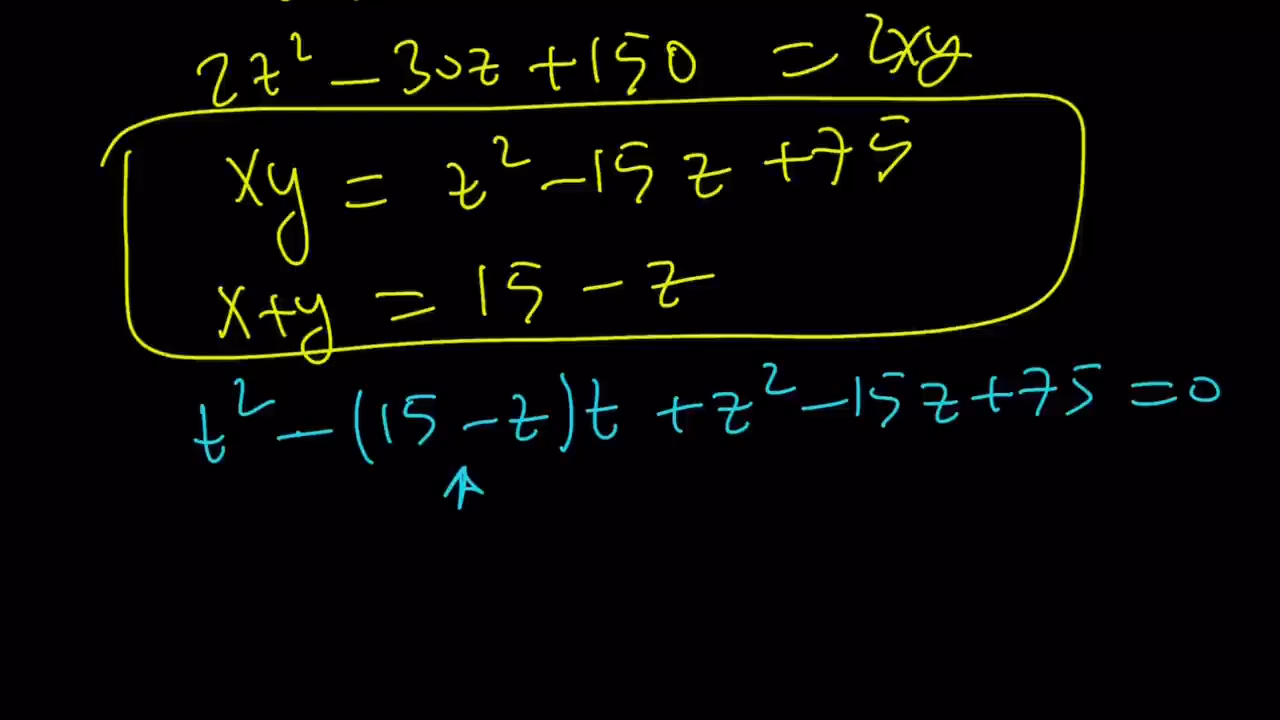 2z² - 30z + 150 = 2xy
xy = z² - 15z + 75
x+y = 15 - z
t² - (15 - z)t + z² - 15z + 75 = 0